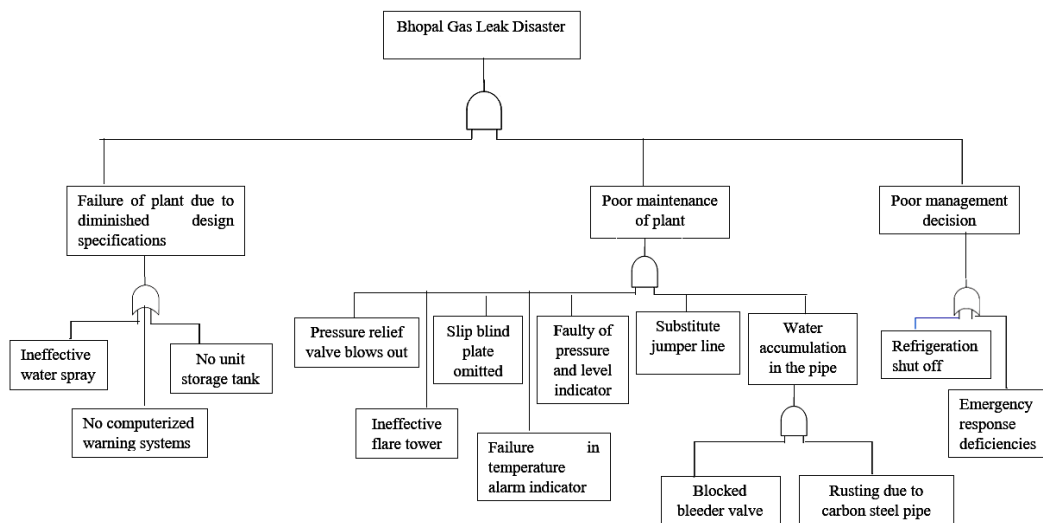 Bhopal Gas Leak Disaster
Failure of plant due to
diminished design
specifications
Poor maintenance
of plant
Poor management
decision
Ineffective
water spray
No unit
storage tank
No computerized
warning systems
Pressure relief
valve blows out
Slip blind
plate
omitted
Faulty of
pressure
and level
indicator
Substitute
jumper line
Water
accumulation
in the pipe
Ineffective
flare tower
Failure in
temperature
alarm indicator
Blocked
bleeder valve
Rusting due to
carbon steel pipe
Refrigeration
shut off
Emergency
response
deficiencies